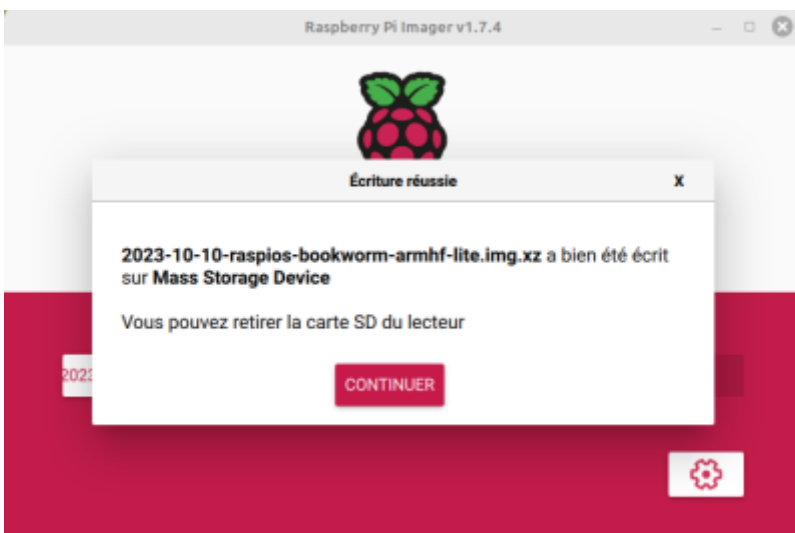 Raspberry Pi Imager v1.7.4
Écriture réussie
X
2023-10-10-raspios-bookworm-armhf-lite.img.xz a bien été écrit
sur Mass Storage Device
Vous pouvez retirer la carte SD du lecteur
2023
CONTINUER